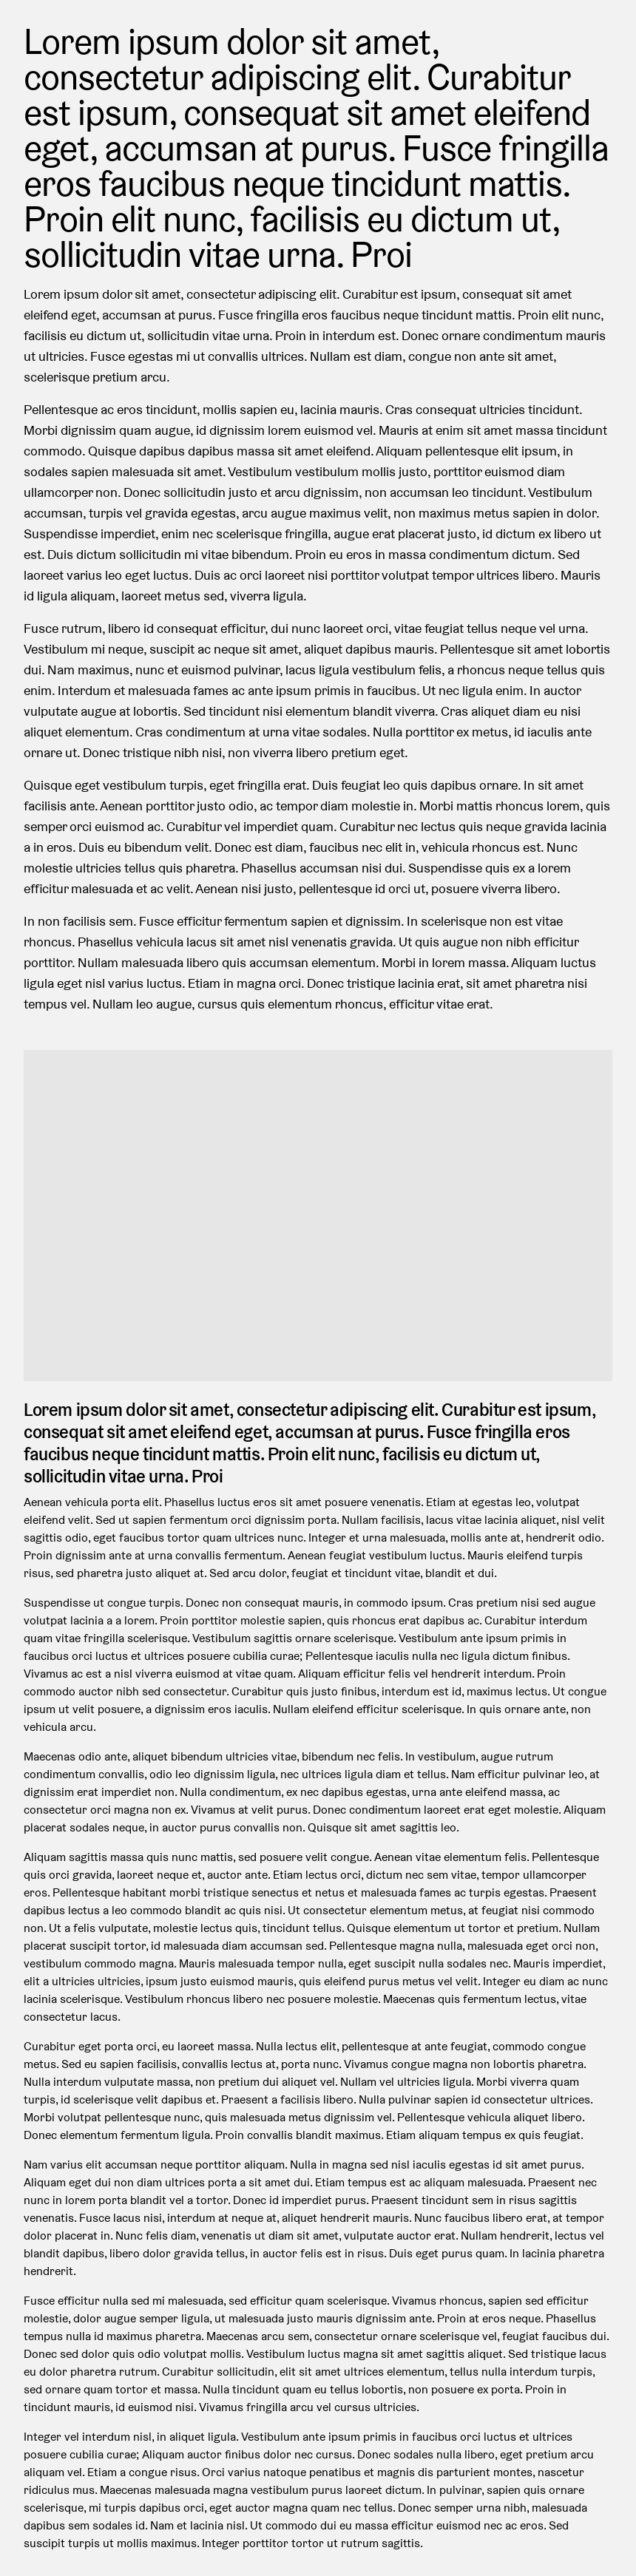 Lorem ipsum dolor sit amet,
consectetur adipiscing elit. Curabitur
est ipsum, consequat sit amet eleifend
eget, accumsan at purus. Fusce fringilla
eros faucibus neque tincidunt mattis.
Proin elit nunc, facilisis eu dictum ut,
sollicitudin vitae urna. Proi
Lorem ipsum dolor sit amet, consectetur adipiscing elit. Curabitur est ipsum, consequat sit amet
eleifend eget, accumsan at purus. Fusce fringilla eros faucibus neque tincidunt mattis. Proin elit nunc,
facilisis eu dictum ut, sollicitudin vitae urna. Proin in interdum est. Donec ornare condimentum mauris
ut ultricies. Fusce egestas mi ut convallis ultrices. Nullam est diam, congue non ante sit amet,
scelerisque pretium arcu.
Pellentesque ac eros tincidunt, mollis sapien eu, lacinia mauris. Cras consequat ultricies tincidunt.
Morbi dignissim quam augue, id dignissim lorem euismod vel. Mauris at enim sit amet massa tincidunt
commodo. Quisque dapibus dapibus massa sit amet eleifend. Aliquam pellentesque elit ipsum, in
sodales sapien malesuada sit amet. Vestibulum vestibulum mollis justo, porttitor euismod diam
ullamcorper non. Donec sollicitudin justo et arcu dignissim, non accumsan leo tincidunt. Vestibulum
accumsan, turpis vel gravida egestas, arcu augue maximus velit, non maximus metus sapien in dolor.
Suspendisse imperdiet, enim nec scelerisque fringilla, augue erat placerat justo, id dictum ex libero ut
est. Duis dictum sollicitudin mi vitae bibendum. Proin eu eros in massa condimentum dictum. Sed
laoreet varius leo eget luctus. Duis ac orci laoreet nisi porttitor volutpat tempor ultrices libero. Mauris
id ligula aliquam, laoreet metus sed, viverra ligula.
Fusce rutrum, libero id consequat efficitur, dui nunc laoreet orci, vitae feugiat tellus neque vel urna.
Vestibulum mi neque, suscipit ac neque sit amet, aliquet dapibus mauris. Pellentesque sit amet lobortis
dui. Nam maximus, nunc et euismod pulvinar, lacus ligula vestibulum felis, a rhoncus neque tellus quis
enim. Interdum et malesuada fames ac ante ipsum primis in faucibus. Ut nec ligula enim. In auctor
vulputate augue at lobortis. Sed tincidunt nisi elementum blandit viverra. Cras aliquet diam eu nisi
aliquet elementum. Cras condimentum at urna vitae sodales. Nulla porttitor ex metus, id iaculis ante
ornare ut. Donec tristique nibh nisi, non viverra libero pretium eget.
Quisque eget vestibulum turpis, eget fringilla erat. Duis feugiat leo quis dapibus ornare. In sit amet
facilisis ante. Aenean porttitor justo odio, ac tempor diam molestie in. Morbi mattis rhoncus lorem, quis
semper orci euismod ac. Curabitur vel imperdiet quam. Curabitur nec lectus quis neque gravida lacinia
a in eros. Duis eu bibendum velit. Donec est diam, faucibus nec elit in, vehicula rhoncus est. Nunc
molestie ultricies tellus quis pharetra. Phasellus accumsan nisi dui. Suspendisse quis ex a lorem
efficitur malesuada et ac velit. Aenean nisi justo, pellentesque id orci ut, posuere viverra libero.
In non facilisis sem. Fusce efficitur fermentum sapien et dignissim. In scelerisque non est vitae
rhoncus. Phasellus vehicula lacus sit amet nisl venenatis gravida. Ut quis augue non nibh efficitur
porttitor. Nullam malesuada libero quis accumsan elementum. Morbi in lorem massa. Aliquam luctus
ligula eget nisl varius luctus. Etiam in magna orci. Donec tristique lacinia erat, sit amet pharetra nisi
tempus vel. Nullam leo augue, cursus quis elementum rhoncus, efficitur vitae erat.
Lorem ipsum dolor sit amet, consectetur adipiscing elit. Curabitur est ipsum,
consequat sit amet eleifend eget, accumsan at purus. Fusce fringilla eros
faucibus neque tincidunt mattis. Proin elit nunc, facilisis eu dictum ut,
sollicitudin vitae urna. Proi
Aenean vehicula porta elit. Phasellus luctus eros sit amet posuere venenatis. Etiam at egestas leo, volutpat
eleifend velit. Sed ut sapien fermentum orci dignissim porta. Nullam facilisis, lacus vitae lacinia aliquet, nisl velit
sagittis odio, eget faucibus tortor quam ultrices nunc. Integer et urna malesuada, mollis ante at, hendrerit odio.
Proin dignissim ante at urna convallis fermentum. Aenean feugiat vestibulum luctus. Mauris eleifend turpis
risus, sed pharetra justo aliquet at. Sed arcu dolor, feugiat et tincidunt vitae, blandit et dui.
Suspendisse ut congue turpis. Donec non consequat mauris, in commodo ipsum. Cras pretium nisi sed augue
volutpat lacinia a a lorem. Proin porttitor molestie sapien, quis rhoncus erat dapibus ac. Curabitur interdum
quam vitae fringilla scelerisque. Vestibulum sagittis ornare scelerisque. Vestibulum ante ipsum primis in
faucibus orci luctus et ultrices posuere cubilia curae; Pellentesque iaculis nulla nec ligula dictum finibus.
Vivamus ac est a nisl viverra euismod at vitae quam. Aliquam efficitur felis vel hendrerit interdum. Proin
commodo auctor nibh sed consectetur. Curabitur quis justo finibus, interdum est id, maximus lectus. Ut congue
ipsum ut velit posuere, a dignissim eros iaculis. Nullam eleifend efficitur scelerisque. In quis ornare ante, non
vehicula arcu.
Maecenas odio ante, aliquet bibendum ultricies vitae, bibendum nec felis. In vestibulum, augue rutrum
condimentum convallis, odio leo dignissim ligula, nec ultrices ligula diam et tellus. Nam efficitur pulvinar leo, at
dignissim erat imperdiet non. Nulla condimentum, ex nec dapibus egestas, urna ante eleifend massa, ac
consectetur orci magna non ex. Vivamus at velit purus. Donec condimentum laoreet erat eget molestie. Aliquam
placerat sodales neque, in auctor purus convallis non. Quisque sit amet sagittis leo.
Aliquam sagittis massa quis nunc mattis, sed posuere velit congue. Aenean vitae elementum felis. Pellentesque
quis orci gravida, laoreet neque et, auctor ante. Etiam lectus orci, dictum nec sem vitae, tempor ullamcorper
eros. Pellentesque habitant morbi tristique senectus et netus et malesuada fames ac turpis egestas. Praesent
dapibus lectus a leo commodo blandit ac quis nisi. Ut consectetur elementum metus, at feugiat nisi commodo
non. Ut a felis vulputate, molestie lectus quis, tincidunt tellus. Quisque elementum ut tortor et pretium. Nullam
placerat suscipit tortor, id malesuada diam accumsan sed. Pellentesque magna nulla, malesuada eget orci non,
vestibulum commodo magna. Mauris malesuada tempor nulla, eget suscipit nulla sodales nec. Mauris imperdiet,
elit a ultricies ultricies, ipsum justo euismod mauris, quis eleifend purus metus vel velit. Integer eu diam ac nunc
lacinia scelerisque. Vestibulum rhoncus libero nec posuere molestie. Maecenas quis fermentum lectus, vitae
consectetur lacus.
Curabitur eget porta orci, eu laoreet massa. Nulla lectus elit, pellentesque at ante feugiat, commodo congue
metus. Sed eu sapien facilisis, convallis lectus at, porta nunc. Vivamus congue magna non lobortis pharetra.
Nulla interdum vulputate massa, non pretium dui aliquet vel. Nullam vel ultricies ligula. Morbi viverra quam
turpis, id scelerisque velit dapibus et. Praesent a facilisis libero. Nulla pulvinar sapien id consectetur ultrices.
Morbi volutpat pellentesque nunc, quis malesuada metus dignissim vel. Pellentesque vehicula aliquet libero.
Donec elementum fermentum ligula. Proin convallis blandit maximus. Etiam aliquam tempus ex quis feugiat.
Nam varius elit accumsan neque porttitor aliquam. Nulla in magna sed nisl iaculis egestas id sit amet purus.
Aliquam eget dui non diam ultrices porta a sit amet dui. Etiam tempus est ac aliquam malesuada. Praesent nec
nunc in lorem porta blandit vel a tortor. Donec id imperdiet purus. Praesent tincidunt sem in risus sagittis
venenatis. Fusce lacus nisi, interdum at neque at, aliquet hendrerit mauris. Nunc faucibus libero erat, at tempor
dolor placerat in. Nunc felis diam, venenatis ut diam sit amet, vulputate auctor erat. Nullam hendrerit, lectus vel
blandit dapibus, libero dolor gravida tellus, in auctor felis est in risus. Duis eget purus quam. In lacinia pharetra
hendrerit.
Fusce efficitur nulla sed mi malesuada, sed efficitur quam scelerisque. Vivamus rhoncus, sapien sed efficitur
molestie, dolor augue semper ligula, ut malesuada justo mauris dignissim ante. Proin at eros neque. Phasellus
tempus nulla id maximus pharetra. Maecenas arcu sem, consectetur ornare scelerisque vel, feugiat faucibus dui.
Donec sed dolor quis odio volutpat mollis. Vestibulum luctus magna sit amet sagittis aliquet. Sed tristique lacus
eu dolor pharetra rutrum. Curabitur sollicitudin, elit sit amet ultrices elementum, tellus nulla interdum turpis,
sed ornare quam tortor et massa. Nulla tincidunt quam eu tellus lobortis, non posuere ex porta. Proin in
tincidunt mauris, id euismod nisi. Vivamus fringilla arcu vel cursus ultricies.
Integer vel interdum nisl, in aliquet ligula. Vestibulum ante ipsum primis in faucibus orci luctus et ultrices
posuere cubilia curae; Aliquam auctor finibus dolor nec cursus. Donec sodales nulla libero, eget pretium arcu
aliquam vel. Etiam a congue risus. Orci varius natoque penatibus et magnis dis parturient montes, nascetur
ridiculus mus. Maecenas malesuada magna vestibulum purus laoreet dictum. In pulvinar, sapien quis ornare
scelerisque, mi turpis dapibus orci, eget auctor magna quam nec tellus. Donec semper urna nibh, malesuada
dapibus sem sodales id. Nam et lacinia nisl. Ut commodo dui eu massa efficitur euismod nec ac eros. Sed
suscipit turpis ut mollis maximus. Integer porttitor tortor ut rutrum sagittis.